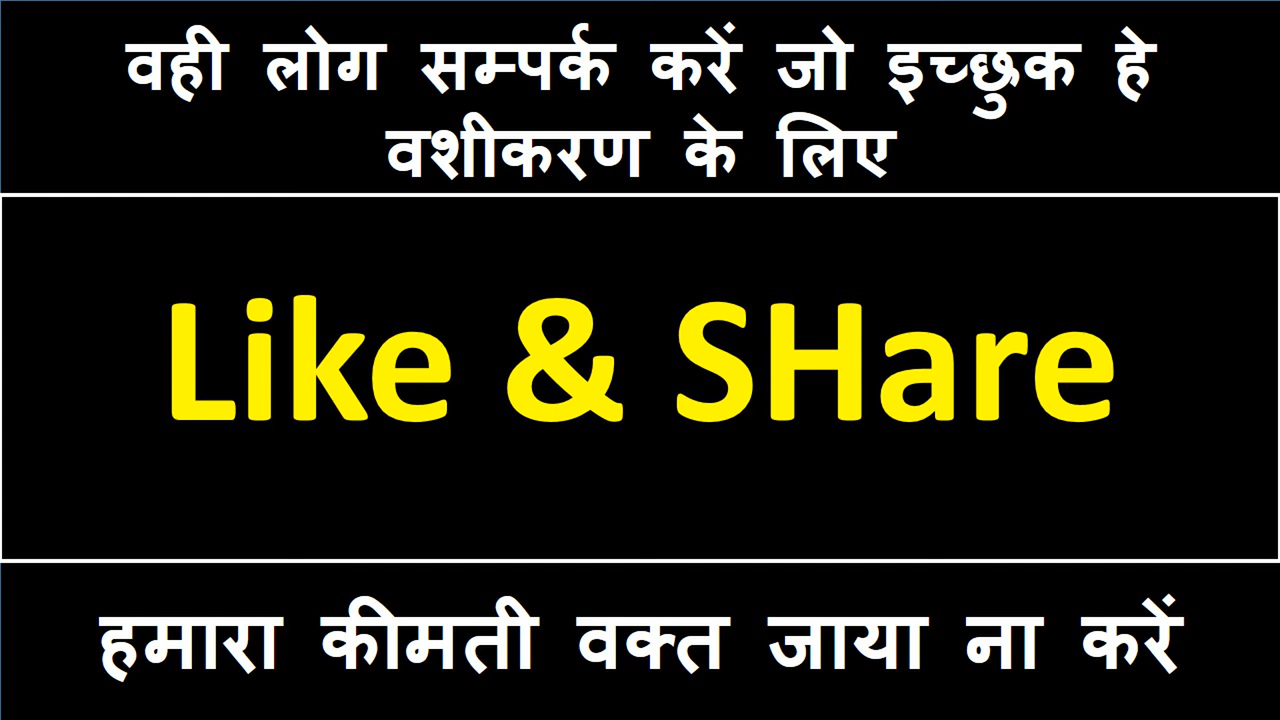 वही लोग सम्पर्क करें जो इच्छुक हे
वशीकरण के लिए
Like & SHare
हमारा कीमती वक्त जाया ना करें